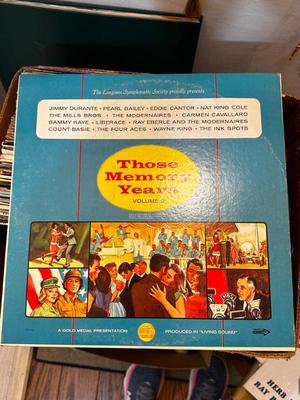 The Longines Symphonette Society proudly presents
JIMMY DURANTE • PEARL BAILEY • EDDIE CANTOR • NAT KING COLE
THE MILLS BROS. • THE MODERNAIRES • CARMEN CAVALLARO
SAMMY KAYE • LIBERACE • RAY EBERLE AND THE MODERNAIRES
COUNT BASIE • THE FOUR ACES • WAYNE KING • THE INK SPOTS
Those
Memory
Years
VOLUME 2
A GOLD MEDAL PRESENTATION
PRODUCED IN "LIVING SOUND"
HERB
RAY B